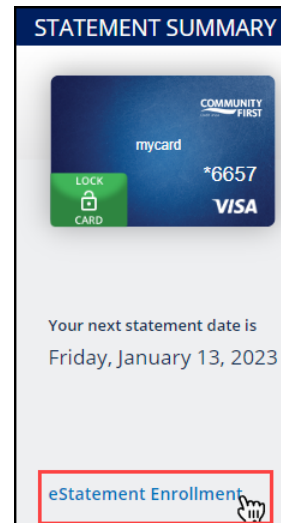 STATEMENT SUMMARY
COMMUNITY
FIRST
mycard
LOCK
CARD
*6657
VISA
Your next statement date is
Friday, January 13, 2023
eStatement Enrollment